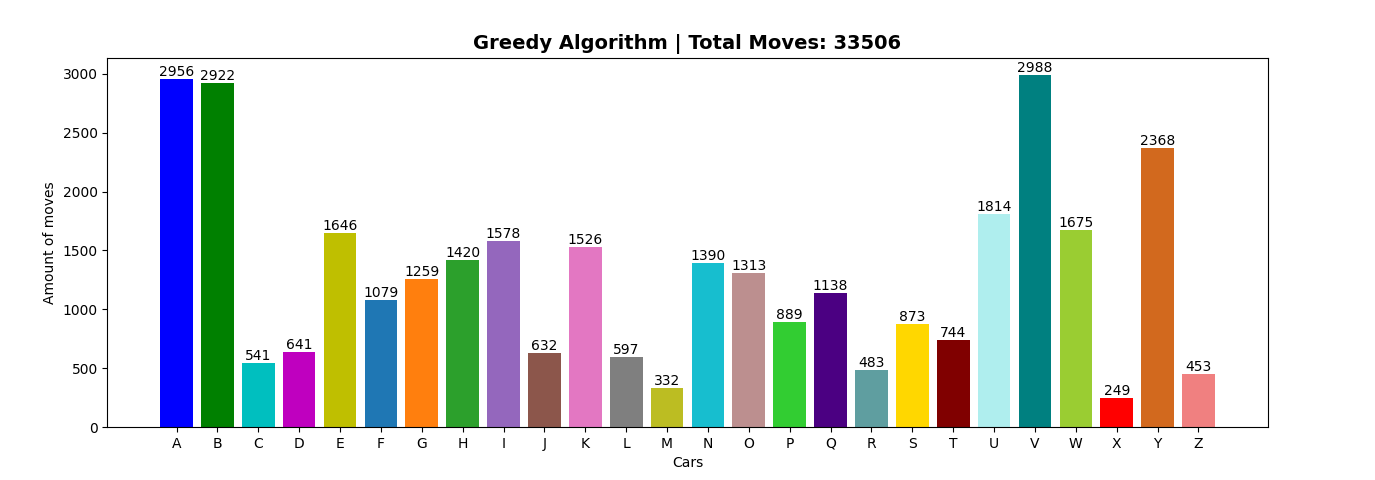 Greedy Algorithm | Total Moves: 33506
Amount of moves
3000
2500
2000
1500
1000
500
0
2956 2922 541 641 1646 1079 1259 1420 1578 632 1526 597 332 1390 1313 889 1138 483 873 744 1814 2988 1675 249 2368 453
A B C D E F G H I J K L M N O P Q R S T U V W X Y Z
Cars